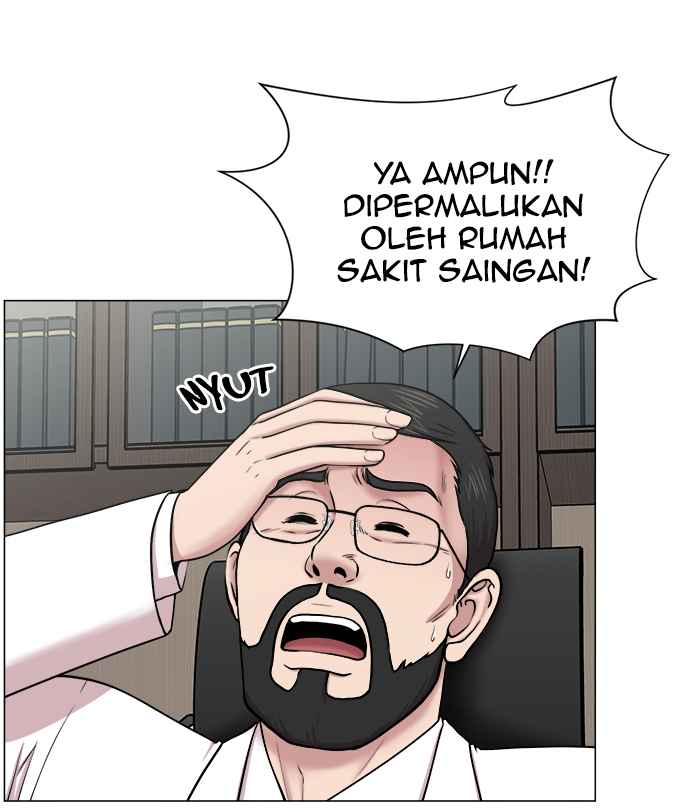 YA AMPUN!!
DIPERMALUKAN
OLEH RUMAH
SAKIT SAINGAN!
NYUT